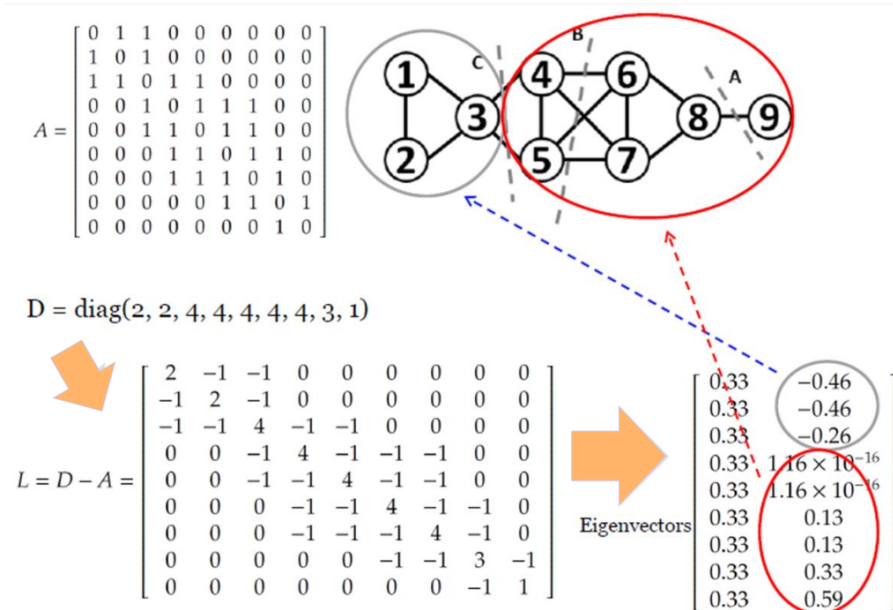 A =
0 1 1 0 0 0 0 0 0
1 0 1 0 0 0 0 0 0
1 1 0 1 1 0 0 0 0
0 0 1 0 1 1 1 0 0
0 0 1 1 0 1 1 0 0
0 0 0 1 1 0 1 1 0
0 0 0 1 1 1 0 1 0
0 0 0 0 0 1 1 0 1
0 0 0 0 0 0 0 1 0
B
C
A
1
4
6
3
8
9
2
5
7
D = diag(2, 2, 4, 4, 4, 4, 4, 3, 1)
L = D − A =
2 −1 −1 0 0 0 0 0 0
−1 2 −1 0 0 0 0 0 0
−1 −1 4 −1 −1 0 0 0 0
0 0 −1 4 −1 −1 −1 0 0
0 0 −1 −1 4 −1 −1 0 0
0 0 0 −1 −1 4 −1 −1 0
0 0 0 −1 −1 −1 4 −1 0
0 0 0 0 0 −1 −1 3 −1
0 0 0 0 0 0 0 −1 1
Eigenvectors
0.33 −0.46
0.33 −0.46
0.33 −0.26
0.33 1.16 × 10⁻¹⁶
0.33 1.16 × 10⁻¹⁶
0.33 0.13
0.33 0.13
0.33 0.33
0.33 0.59